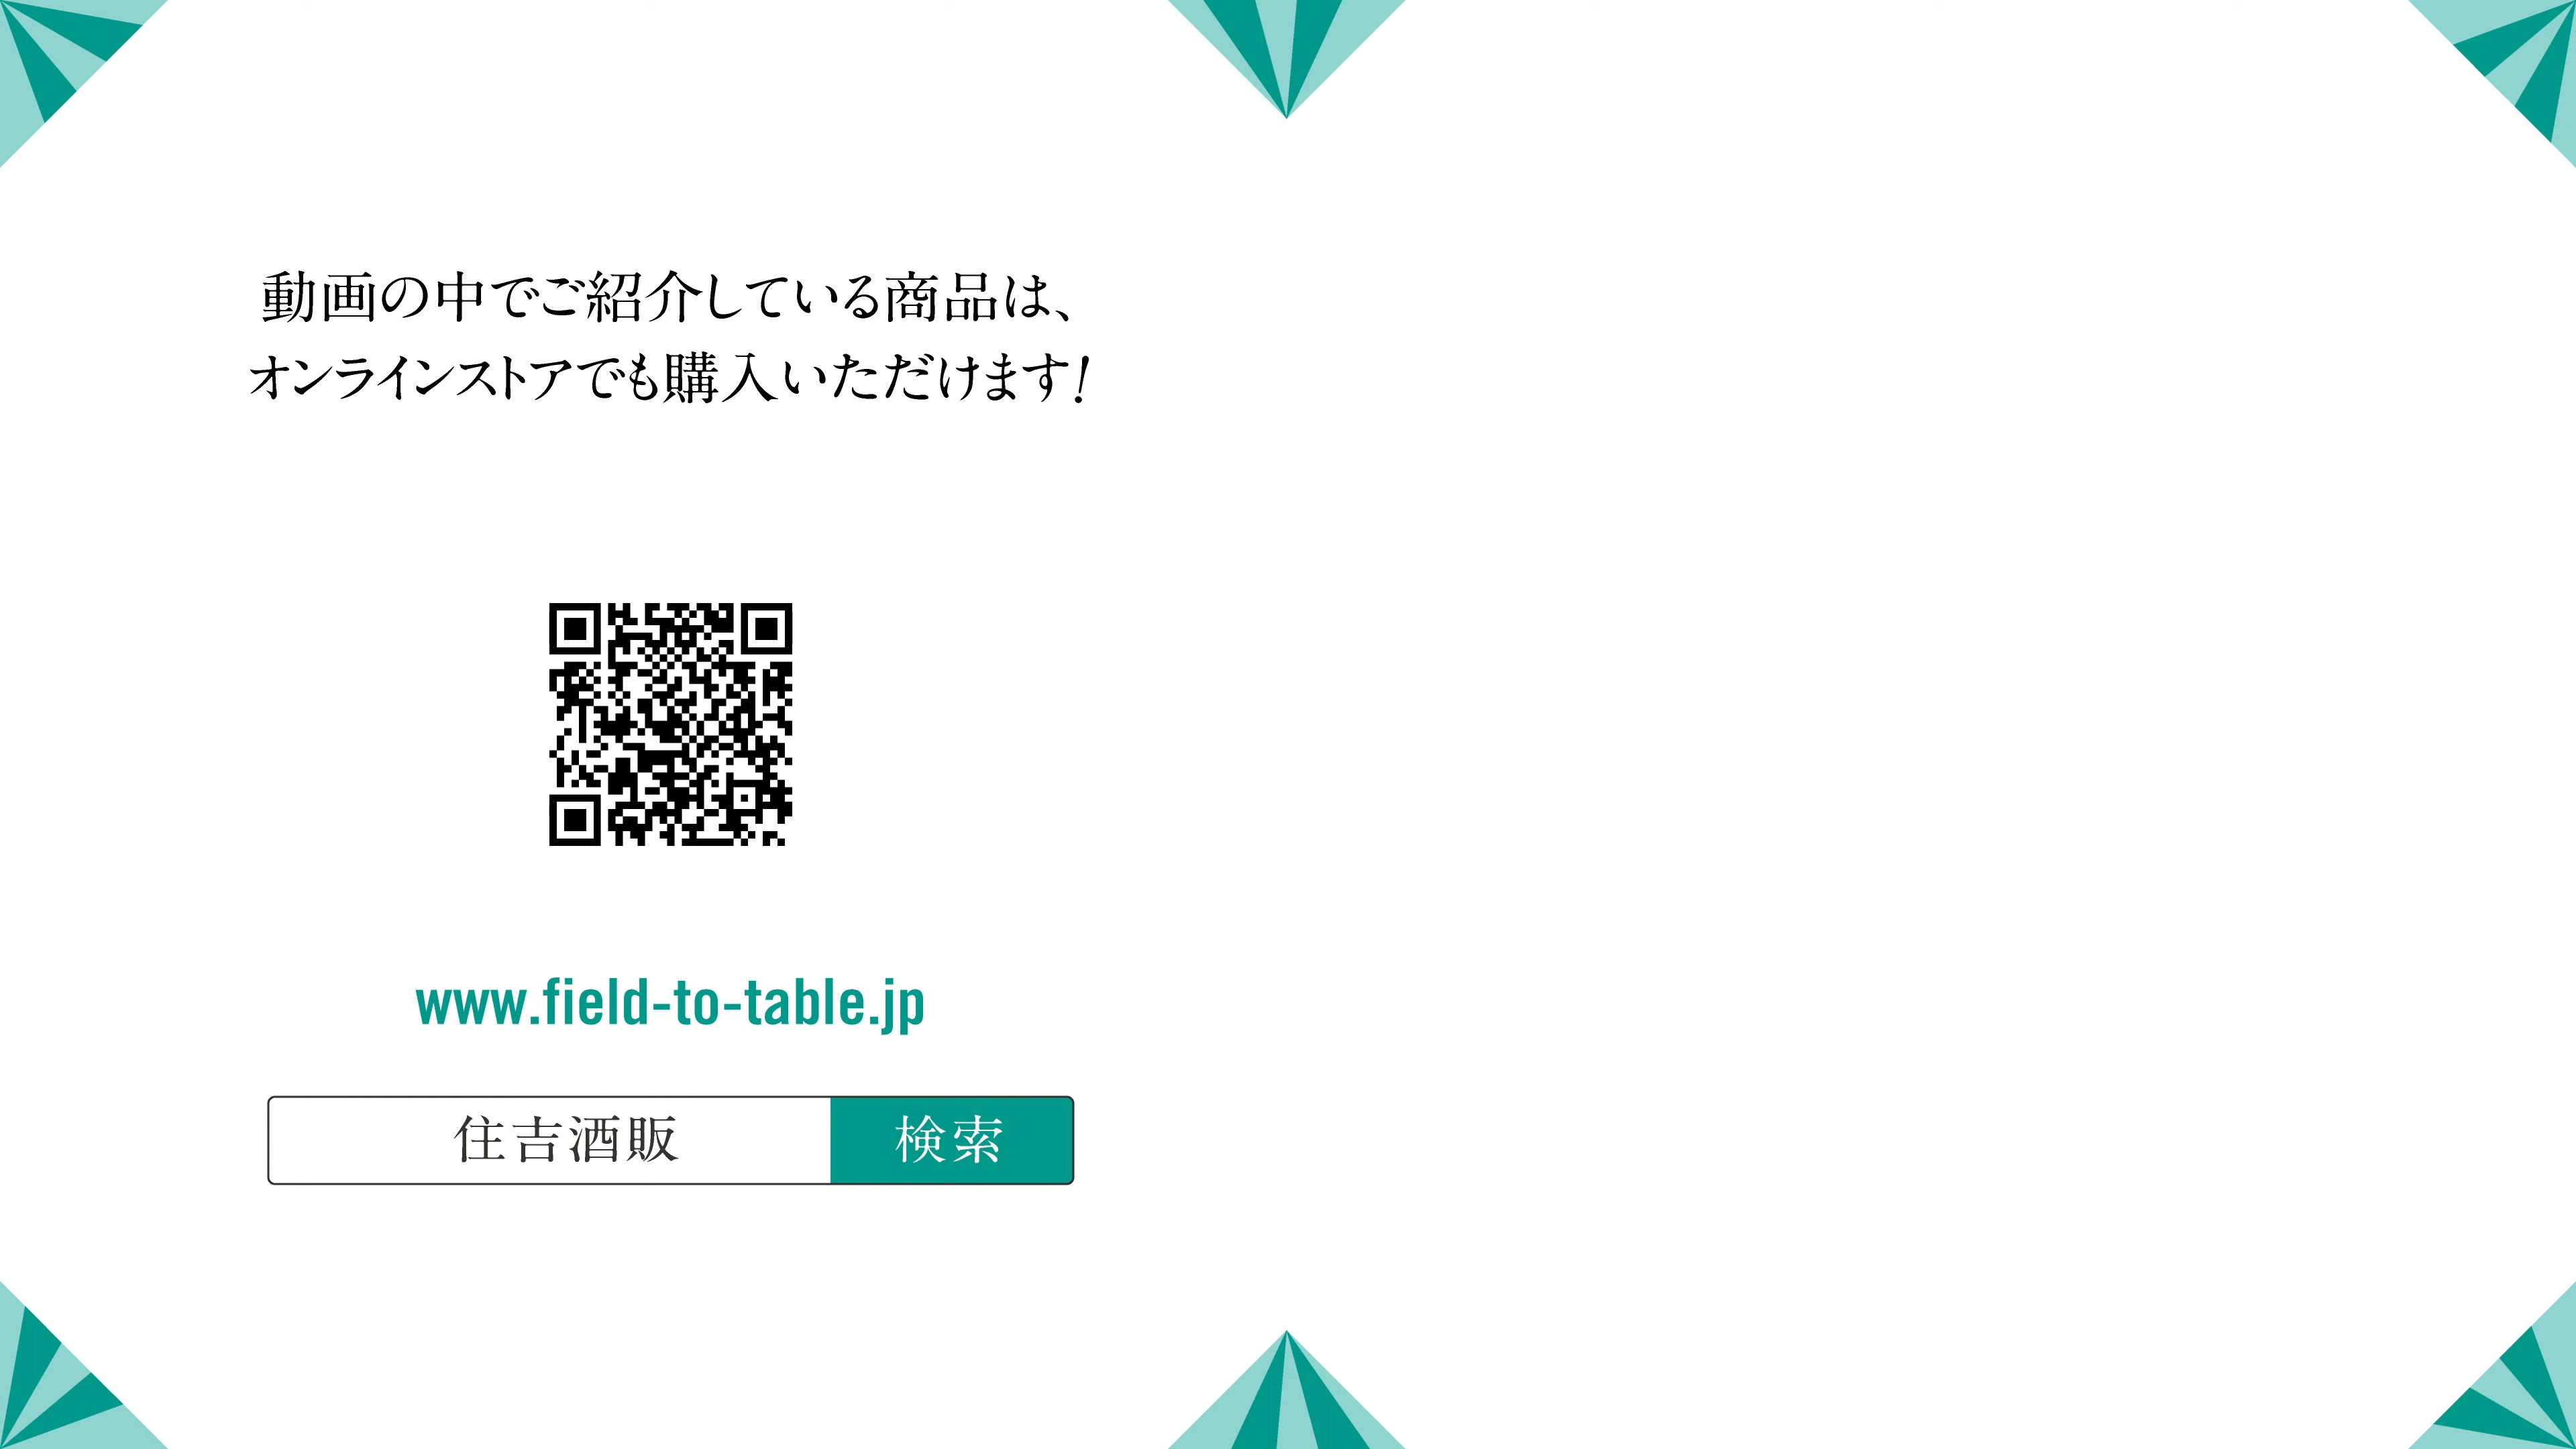 動画の中でご紹介している商品は、
オンラインストアでも購入いただけます!
www.field-to-table.jp
住吉酒販 検索